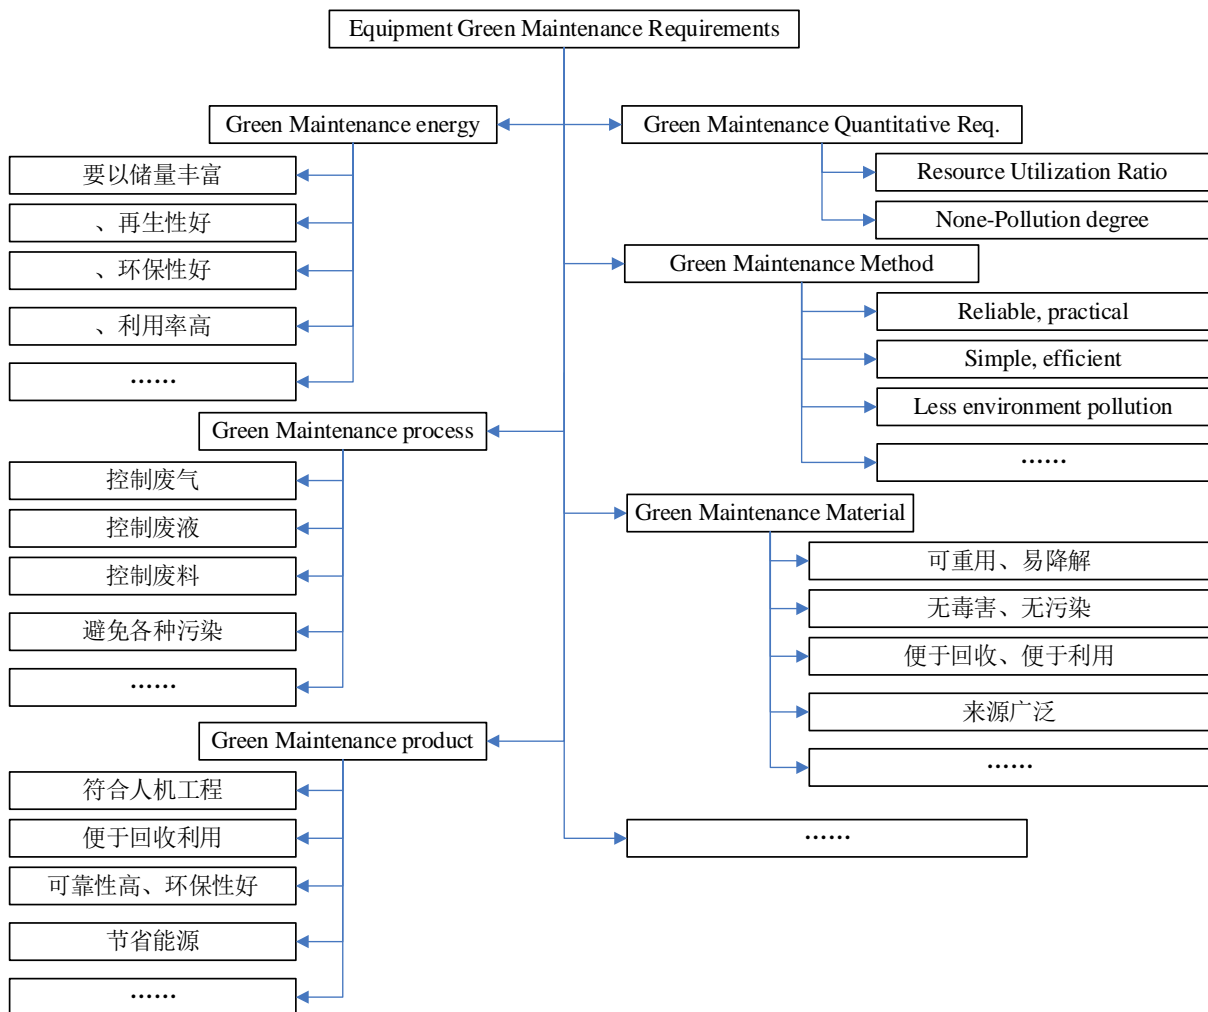 Equipment Green Maintenance Requirements
Green Maintenance energy
要以储量丰富
、再生性好
、环保性好
、利用率高
······
Green Maintenance process
控制废气
控制废液
控制废料
避免各种污染
······
Green Maintenance product
符合人机工程
便于回收利用
可靠性高、环保性好
节省能源
······
Green Maintenance Quantitative Req.
Resource Utilization Ratio
None-Pollution degree
Green Maintenance Method
Reliable, practical
Simple, efficient
Less environment pollution
······
Green Maintenance Material
可重用、易降解
无毒害、无污染
便于回收、便于利用
来源广泛
······
······